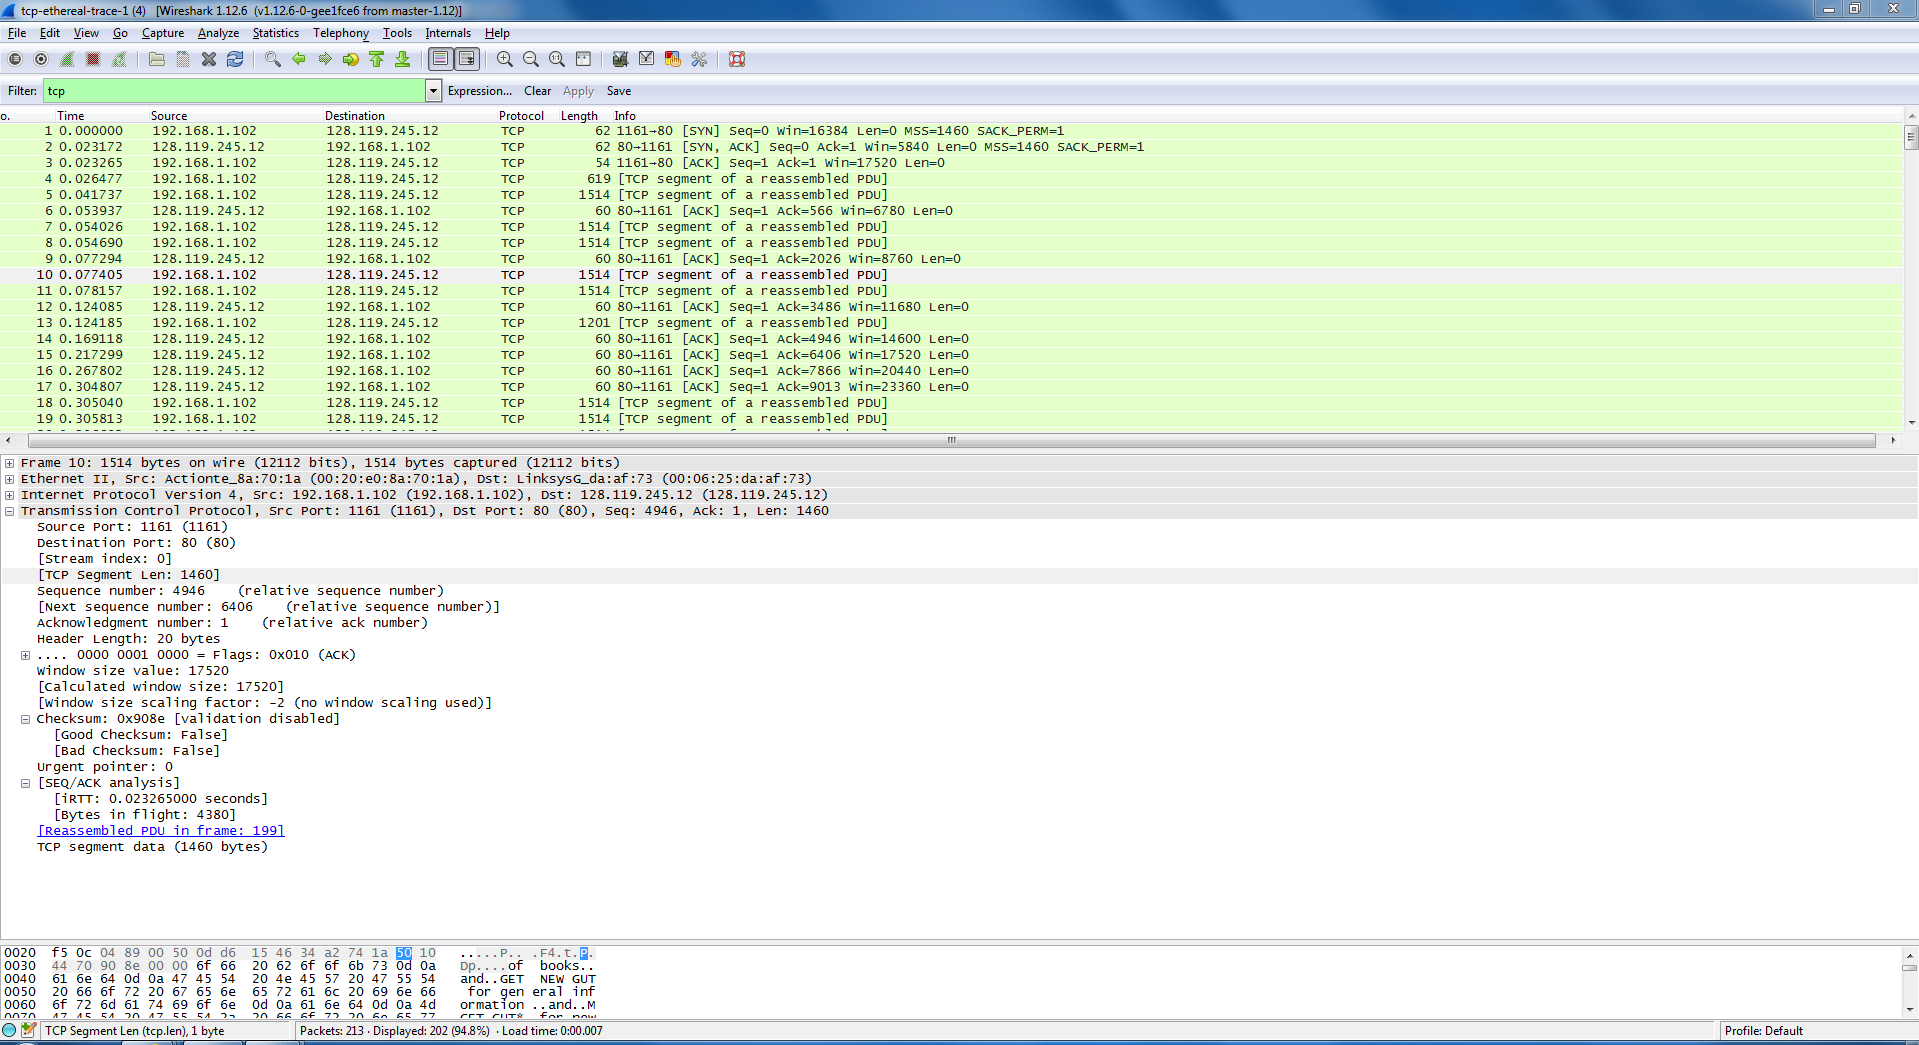 tcp-ethereal-trace-1 (4)   [Wireshark 1.12.6  (v1.12.6-0-gee1fce6 from master-1.12)]
File Edit View Go Capture Analyze Statistics Telephony Tools Internals Help
Filter: tcp Expression... Clear Apply Save
o. Time Source Destination Protocol Length Info
1 0.000000 192.168.1.102 128.119.245.12 TCP 62 1161→80 [SYN] Seq=0 Win=16384 Len=0 MSS=1460 SACK_PERM=1
2 0.023172 128.119.245.12 192.168.1.102 TCP 62 80→1161 [SYN, ACK] Seq=0 Ack=1 Win=5840 Len=0 MSS=1460 SACK_PERM=1
3 0.023265 192.168.1.102 128.119.245.12 TCP 54 1161→80 [ACK] Seq=1 Ack=1 Win=17520 Len=0
4 0.026477 192.168.1.102 128.119.245.12 TCP 619 [TCP segment of a reassembled PDU]
5 0.041737 192.168.1.102 128.119.245.12 TCP 1514 [TCP segment of a reassembled PDU]
6 0.053937 128.119.245.12 192.168.1.102 TCP 60 80→1161 [ACK] Seq=1 Ack=566 Win=6780 Len=0
7 0.054026 192.168.1.102 128.119.245.12 TCP 1514 [TCP segment of a reassembled PDU]
8 0.054690 192.168.1.102 128.119.245.12 TCP 1514 [TCP segment of a reassembled PDU]
9 0.077294 128.119.245.12 192.168.1.102 TCP 60 80→1161 [ACK] Seq=1 Ack=2026 Win=8760 Len=0
10 0.077405 192.168.1.102 128.119.245.12 TCP 1514 [TCP segment of a reassembled PDU]
11 0.078157 192.168.1.102 128.119.245.12 TCP 1514 [TCP segment of a reassembled PDU]
12 0.124085 128.119.245.12 192.168.1.102 TCP 60 80→1161 [ACK] Seq=1 Ack=3486 Win=11680 Len=0
13 0.124185 192.168.1.102 128.119.245.12 TCP 1201 [TCP segment of a reassembled PDU]
14 0.169118 128.119.245.12 192.168.1.102 TCP 60 80→1161 [ACK] Seq=1 Ack=4946 Win=14600 Len=0
15 0.217299 128.119.245.12 192.168.1.102 TCP 60 80→1161 [ACK] Seq=1 Ack=6406 Win=17520 Len=0
16 0.267802 128.119.245.12 192.168.1.102 TCP 60 80→1161 [ACK] Seq=1 Ack=7866 Win=20440 Len=0
17 0.304807 128.119.245.12 192.168.1.102 TCP 60 80→1161 [ACK] Seq=1 Ack=9013 Win=23360 Len=0
18 0.305040 192.168.1.102 128.119.245.12 TCP 1514 [TCP segment of a reassembled PDU]
19 0.305813 192.168.1.102 128.119.245.12 TCP 1514 [TCP segment of a reassembled PDU]
Frame 10: 1514 bytes on wire (12112 bits), 1514 bytes captured (12112 bits)
Ethernet II, Src: Actionte_8a:70:1a (00:20:e0:8a:70:1a), Dst: LinksysG_da:af:73 (00:06:25:da:af:73)
Internet Protocol Version 4, Src: 192.168.1.102 (192.168.1.102), Dst: 128.119.245.12 (128.119.245.12)
Transmission Control Protocol, Src Port: 1161 (1161), Dst Port: 80 (80), Seq: 4946, Ack: 1, Len: 1460
Source Port: 1161 (1161)
Destination Port: 80 (80)
[Stream index: 0]
[TCP Segment Len: 1460]
Sequence number: 4946    (relative sequence number)
[Next sequence number: 6406    (relative sequence number)]
Acknowledgment number: 1    (relative ack number)
Header Length: 20 bytes
.... 0000 0001 0000 = Flags: 0x010 (ACK)
Window size value: 17520
[Calculated window size: 17520]
[Window size scaling factor: -2 (no window scaling used)]
Checksum: 0x908e [validation disabled]
[Good Checksum: False]
[Bad Checksum: False]
Urgent pointer: 0
[SEQ/ACK analysis]
[iRTT: 0.023265000 seconds]
[Bytes in flight: 4380]
[Reassembled PDU in frame: 199]
TCP segment data (1460 bytes)
0020  f5 0c 04 89 00 50 0d d6  15 46 34 a2 74 1a 50 10   .....P.. .F4.t.P.
0030  44 70 90 8e 00 00 6f 66  20 62 6f 6f 6b 73 0d 0a   Dp....of  books..
0040  61 6e 64 0d 0a 47 45 54  20 4e 45 57 20 47 55 54   and..GET  NEW GUT
0050  20 66 6f 72 20 67 65 6e  65 72 61 6c 20 69 6e 66    for gen eral inf
0060  6f 72 6d 61 74 69 6f 6e  0d 0a 61 6e 64 0d 0a 4d   ormation ..and..M
0070  47 45 54 20 47 55 54 2a  20 66 6f 72 20 6e 65 77   GET GUT*  for new
TCP Segment Len (tcp.len), 1 byte Packets: 213 · Displayed: 202 (94.8%) · Load time: 0:00.007 Profile: Default